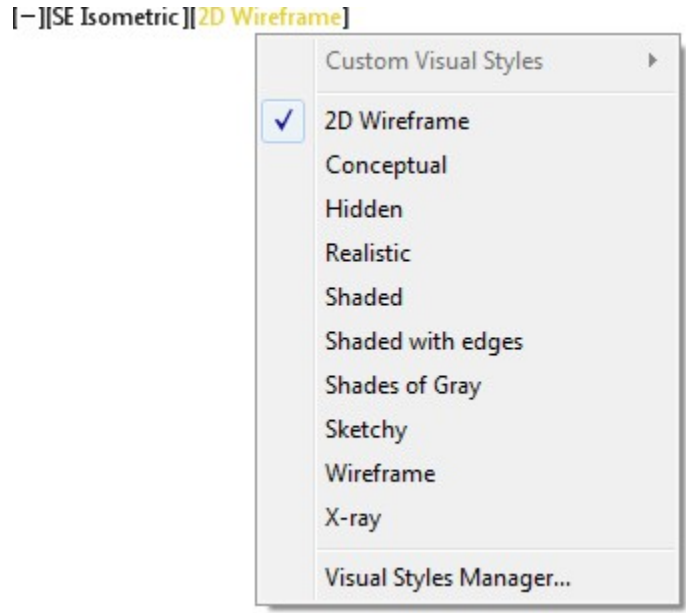 [−][SE Isometric][2D Wireframe]
Custom Visual Styles
2D Wireframe
Conceptual
Hidden
Realistic
Shaded
Shaded with edges
Shades of Gray
Sketchy
Wireframe
X-ray
Visual Styles Manager...